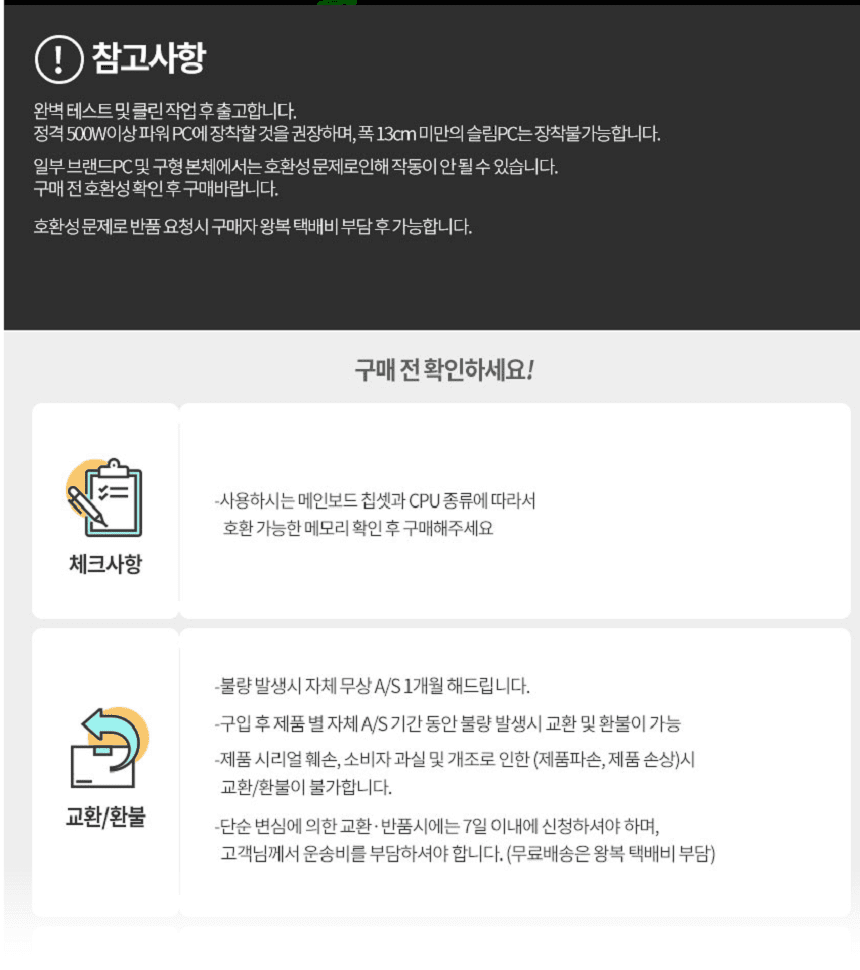 ! 참고사항
완벽 테스트 및 클린 작업 후 출고합니다.
정격 500W이상 파워 PC에 장착할 것을 권장하며, 폭 13cm 미만의 슬림PC는 장착불가능합니다.
일부 브랜드PC 및 구형 본체에서는 호환성 문제로인해 작동이 안 될 수 있습니다.
구매 전 호환성 확인 후 구매바랍니다.
호환성 문제로 반품 요청시 구매자 왕복 택배비 부담 후 가능합니다.
구매 전 확인하세요!
체크사항
-사용하시는 메인보드 칩셋과 CPU 종류에 따라서
호환 가능한 메모리 확인 후 구매해주세요
교환/환불
-불량 발생시 자체 무상 A/S 1개월 해드립니다.
-구입 후 제품 별 자체 A/S 기간 동안 불량 발생시 교환 및 환불이 가능
-제품 시리얼 훼손, 소비자 과실 및 개조로 인한 (제품파손, 제품 손상)시
교환/환불이 불가합니다.
-단순 변심에 의한 교환·반품시에는 7일 이내에 신청하셔야 하며,
고객님께서 운송비를 부담하셔야 합니다. (무료배송은 왕복 택배비 부담)